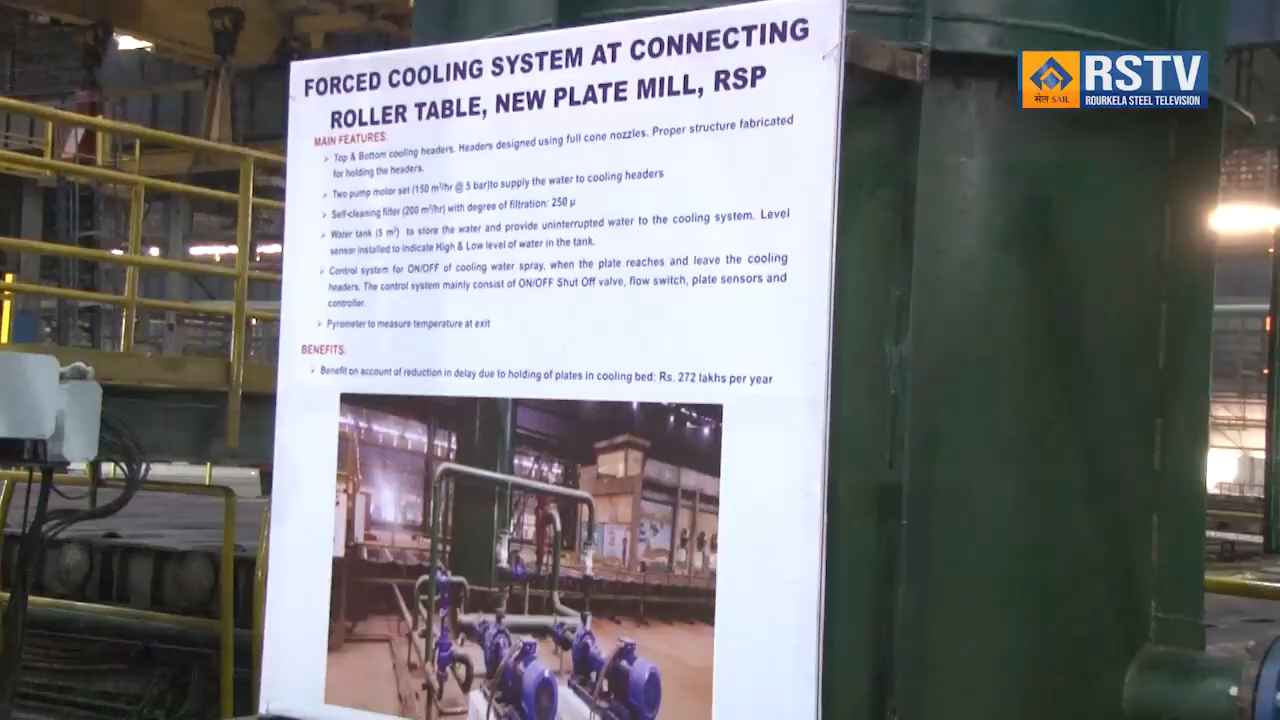 FORCED COOLING SYSTEM AT CONNECTING
ROLLER TABLE, NEW PLATE MILL, RSP
MAIN FEATURES:
➢ Top & Bottom cooling headers. Headers designed using full cone nozzles. Proper structure fabricated
for holding the headers.
➢ Two pump motor set (150 m³/hr @ 5 bar)to supply the water to cooling headers
➢ Self-cleaning filter (200 m³/hr) with degree of filtration: 250 µ
➢ Water tank (5 m³) to store the water and provide uninterrupted water to the cooling system. Level
sensor installed to indicate High & Low level of water in the tank.
➢ Control system for ON/OFF of cooling water spray, when the plate reaches and leave the cooling
headers. The control system mainly consist of ON/OFF Shut Off valve, flow switch, plate sensors and
controller.
➢ Pyrometer to measure temperature at exit
BENEFITS:
➢ Benefit on account of reduction in delay due to holding of plates in cooling bed: Rs. 272 lakhs per year
सेल SAIL
RSTV
ROURKELA STEEL TELEVISION